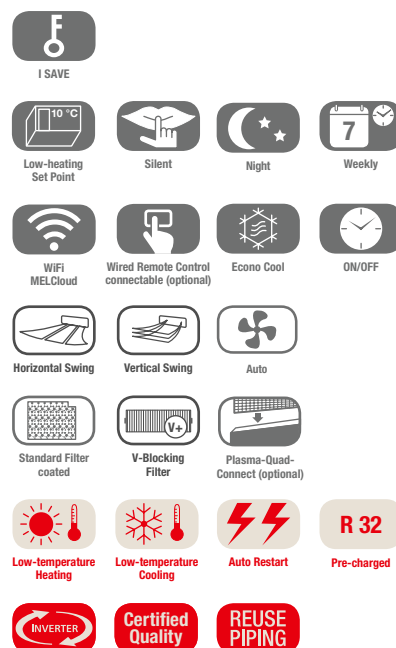 I SAVE
10 °C
7
Low-heating
Set Point
Silent
Night
Weekly
WiFi
MELCloud
Wired Remote Control
connectable (optional)
Econo Cool
ON/OFF
Horizontal Swing
Vertical Swing
Auto
V+
Standard Filter
coated
V-Blocking
Filter
Plasma-Quad-
Connect (optional)
R 32
Low-temperature
Heating
Low-temperature
Cooling
Auto Restart
Pre-charged
INVERTER
Certified
Quality
REUSE
PIPING